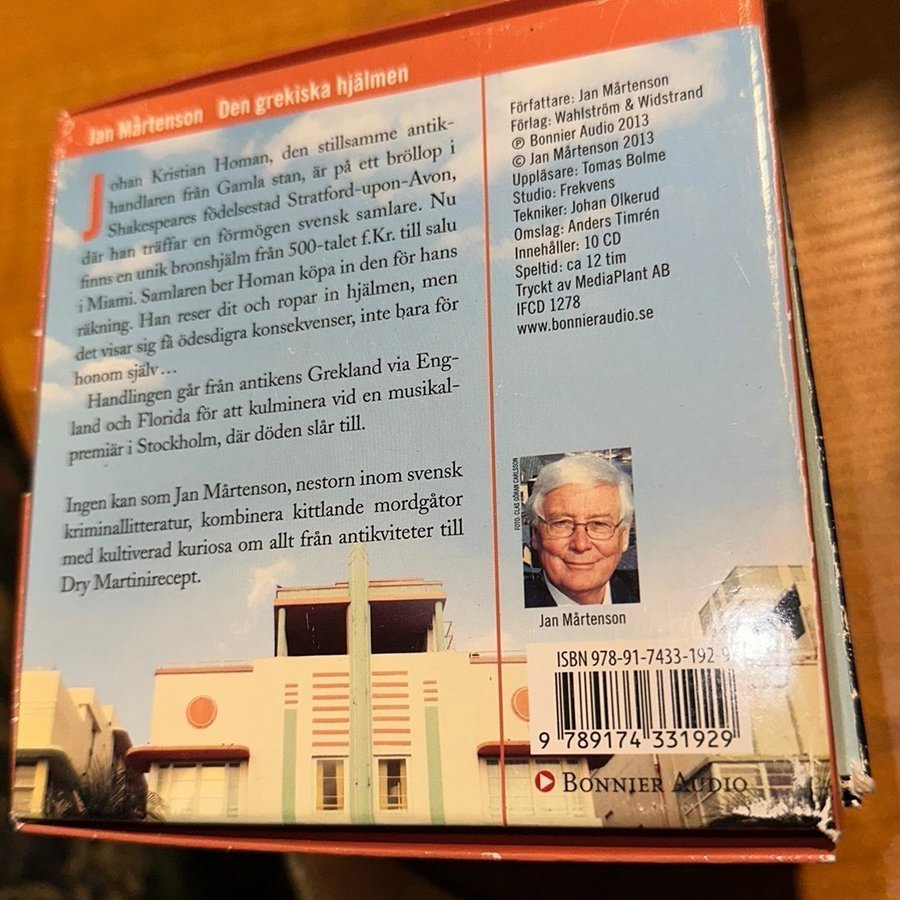 Jan Mårtenson Den grekiska hjälmen
Johan Kristian Homan, den stillsamme antik-
handlaren från Gamla stan, är på ett bröllop i
Shakespeares födelsestad Stratford-upon-Avon,
där han träffar en förmögen svensk samlare. Nu
finns en unik bronshjälm från 500-talet f.Kr. till salu
i Miami. Samlaren ber Homan köpa in den för hans
räkning. Han reser dit och ropar in hjälmen, men
det visar sig få ödesdigra konsekvenser, inte bara för
honom själv...
Handlingen går från antikens Grekland via Eng-
land och Florida för att kulminera vid en musikal-
premiär i Stockholm, där döden slår till.
Ingen kan som Jan Mårtenson, nestorn inom svensk
kriminallitteratur, kombinera kittlande mordgåtor
med kultiverad kuriosa om allt från antikviteter till
Dry Martinirecept.
Författare: Jan Mårtenson
Förlag: Wahlström & Widstrand
℗ Bonnier Audio 2013
© Jan Mårtenson 2013
Uppläsare: Tomas Bolme
Studio: Frekvens
Tekniker: Johan Olkerud
Omslag: Anders Timrén
Innehåller: 10 CD
Speltid: ca 12 tim
Tryckt av MediaPlant AB
IFCD 1278
www.bonnieraudio.se
FOTO: CLAS GÖRAN CARLSSON
Jan Mårtenson
ISBN 978-91-7433-192-9
9 789174 331929
BONNIER AUDIO